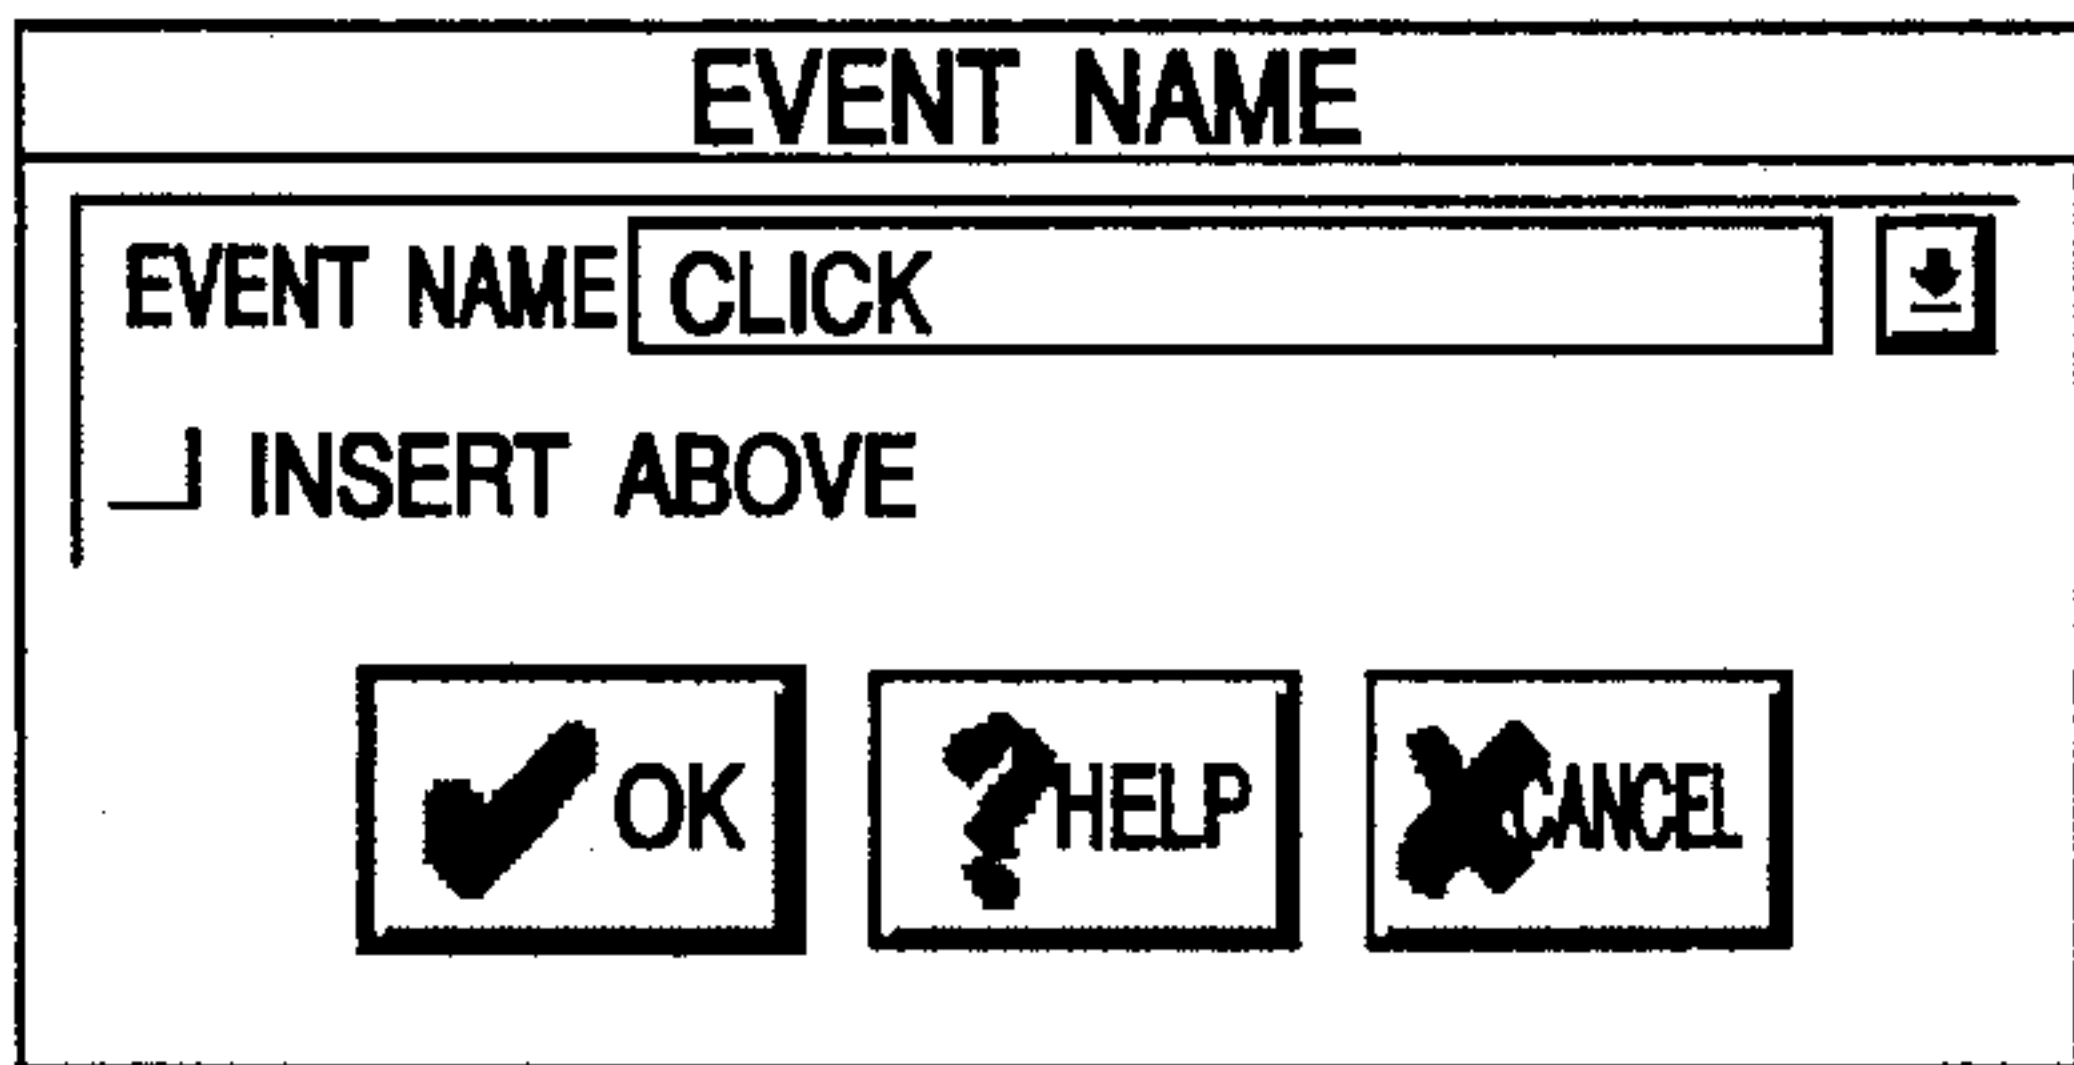 EVENT NAME
EVENT NAME CLICK
INSERT ABOVE
OK HELP CANCEL